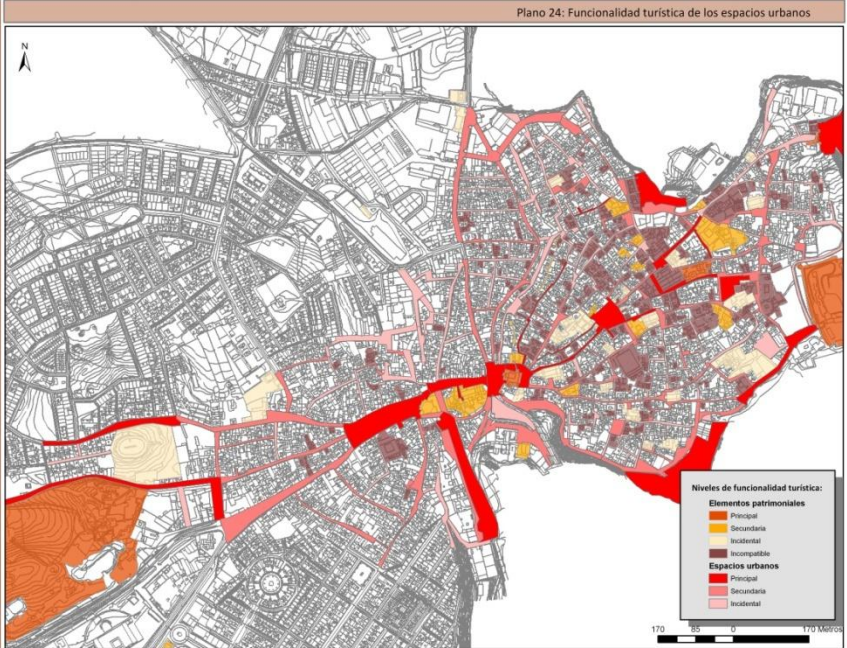 Plano 24: Funcionalidad turística de los espacios urbanos
N
Niveles de funcionalidad turística:
Elementos patrimoniales
Principal
Secundaria
Incidental
Incompatible
Espacios urbanos
Principal
Secundaria
Incidental
170 85 0 170 Metros